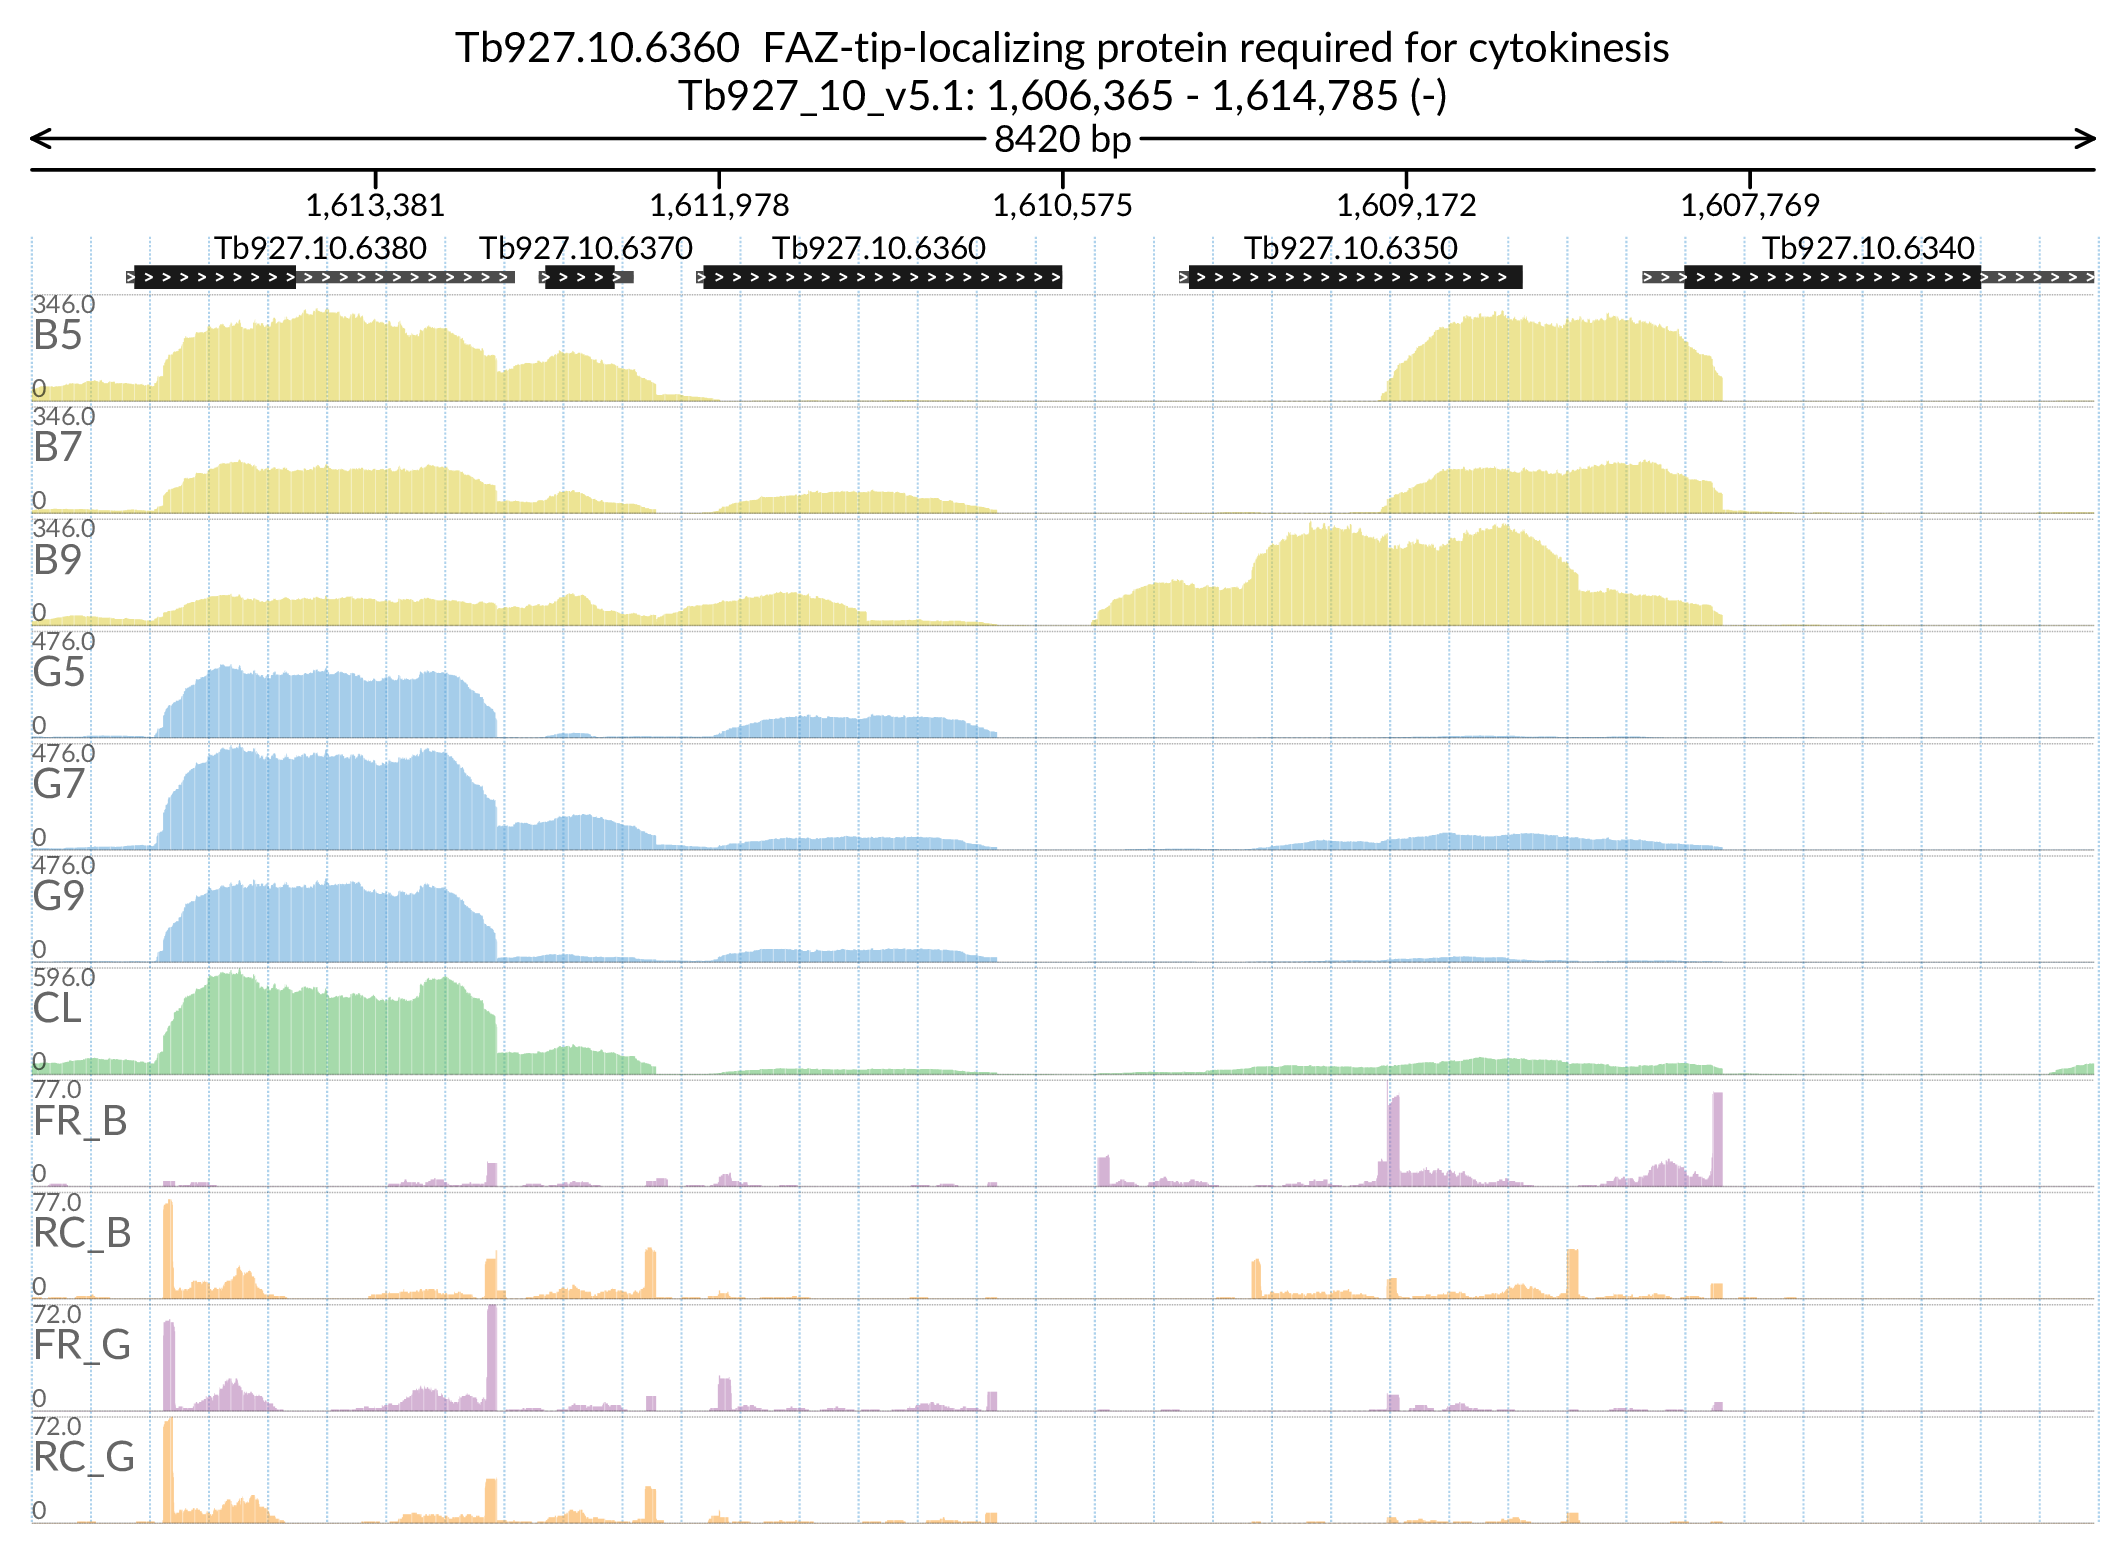 Tb927.10.6360  FAZ-tip-localizing protein required for cytokinesis
Tb927_10_v5.1: 1,606,365 - 1,614,785 (-)
8420 bp
1,613,381 1,611,978 1,610,575 1,609,172 1,607,769
Tb927.10.6380 Tb927.10.6370 Tb927.10.6360 Tb927.10.6350 Tb927.10.6340
346.0
B5
0
346.0
B7
0
346.0
B9
0
476.0
G5
0
476.0
G7
0
476.0
G9
0
596.0
CL
0
77.0
FR_B
0
77.0
RC_B
0
72.0
FR_G
0
72.0
RC_G
0